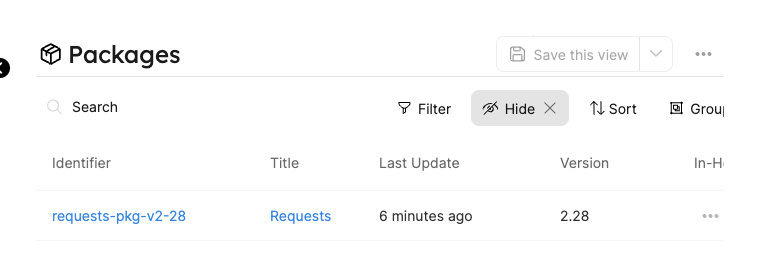 Packages
Save this view
Search
Filter Hide Sort Group
Identifier Title Last Update Version In-H
requests-pkg-v2-28 Requests 6 minutes ago 2.28